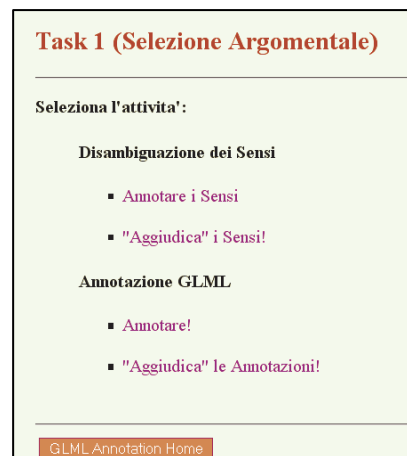 Task 1 (Selezione Argomentale)
Seleziona l'attivita':
Disambiguazione dei Sensi
Annotare i Sensi
"Aggiudica" i Sensi!
Annotazione GLML
Annotare!
"Aggiudica" le Annotazioni!
GLML Annotation Home